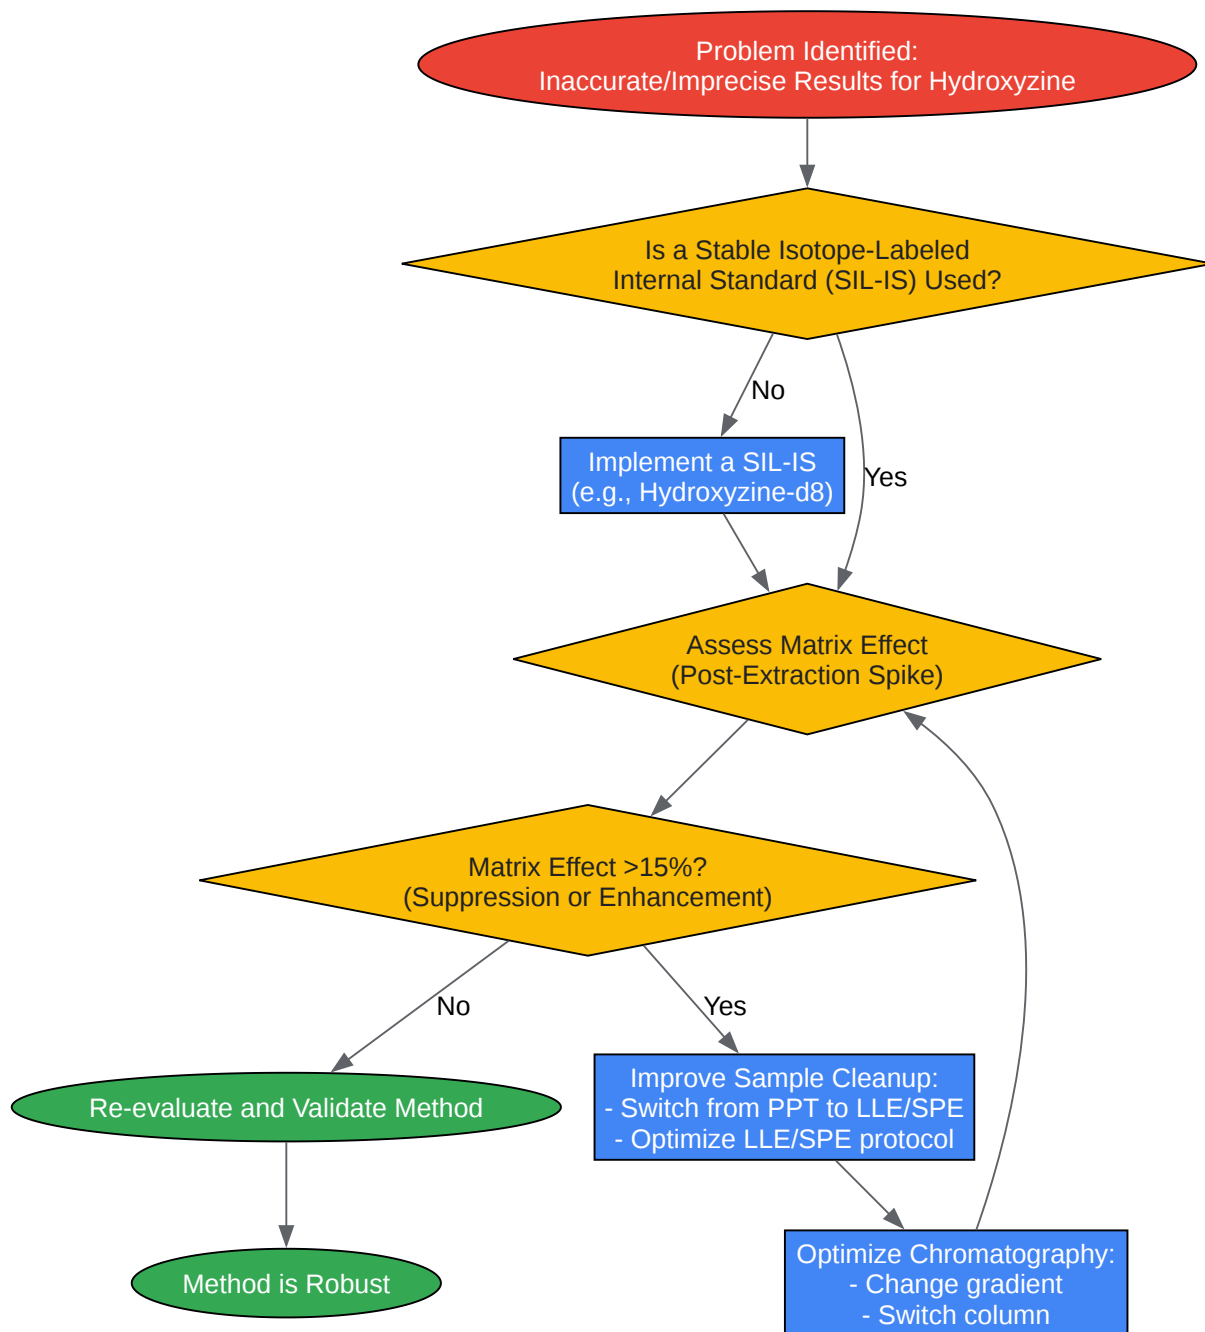 Problem Identified:
Inaccurate/Imprecise Results for Hydroxyzine
Is a Stable Isotope-Labeled
Internal Standard (SIL-IS) Used?
No
Implement a SIL-IS
(e.g., Hydroxyzine-d8)
Yes
Assess Matrix Effect
(Post-Extraction Spike)
Matrix Effect >15%?
(Suppression or Enhancement)
No
Yes
Re-evaluate and Validate Method
Improve Sample Cleanup:
- Switch from PPT to LLE/SPE
- Optimize LLE/SPE protocol
Method is Robust
Optimize Chromatography:
- Change gradient
- Switch column